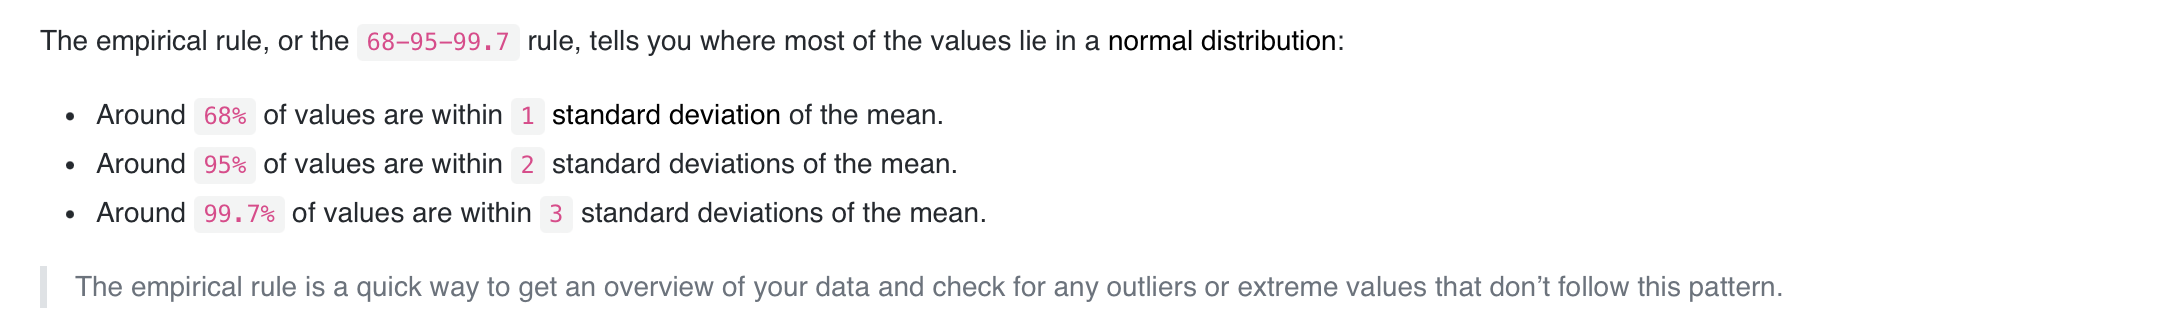 The empirical rule, or the 68-95-99.7 rule, tells you where most of the values lie in a normal distribution:
• Around 68% of values are within 1 standard deviation of the mean.
• Around 95% of values are within 2 standard deviations of the mean.
• Around 99.7% of values are within 3 standard deviations of the mean.
The empirical rule is a quick way to get an overview of your data and check for any outliers or extreme values that don’t follow this pattern.